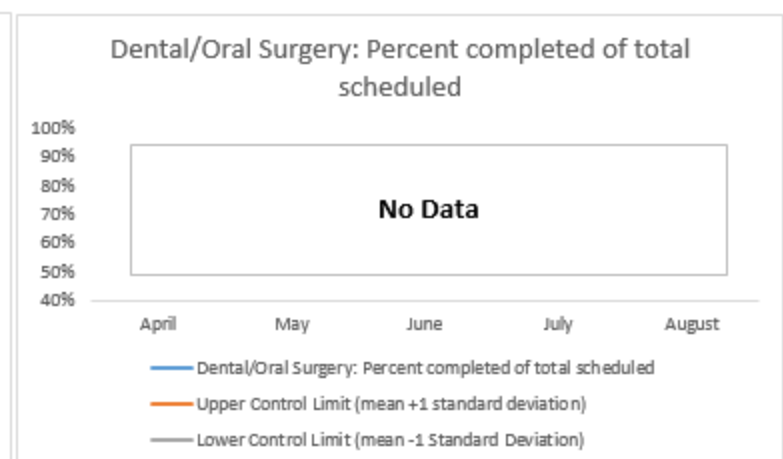 Dental/Oral Surgery: Percent completed of total
scheduled
100%
90%
80%
70%
60%
50%
40%
No Data
April May June July August
Dental/Oral Surgery: Percent completed of total scheduled
Upper Control Limit (mean +1 standard deviation)
Lower Control Limit (mean -1 Standard Deviation)